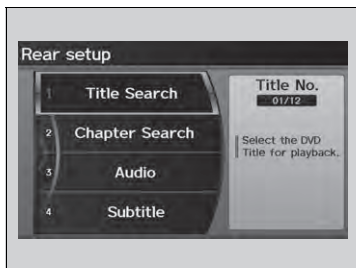 Rear setup
1 Title Search
2 Chapter Search
3 Audio
4 Subtitle
Title No.
01/12
Select the DVD
Title for playback.